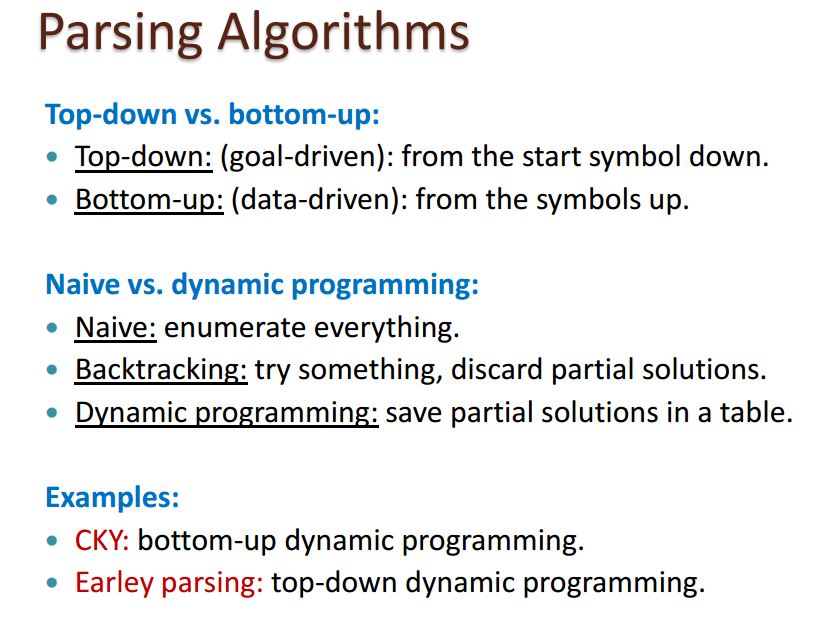 Parsing Algorithms
Top-down vs. bottom-up:
• Top-down: (goal-driven): from the start symbol down.
• Bottom-up: (data-driven): from the symbols up.
Naive vs. dynamic programming:
• Naive: enumerate everything.
• Backtracking: try something, discard partial solutions.
• Dynamic programming: save partial solutions in a table.
Examples:
• CKY: bottom-up dynamic programming.
• Earley parsing: top-down dynamic programming.